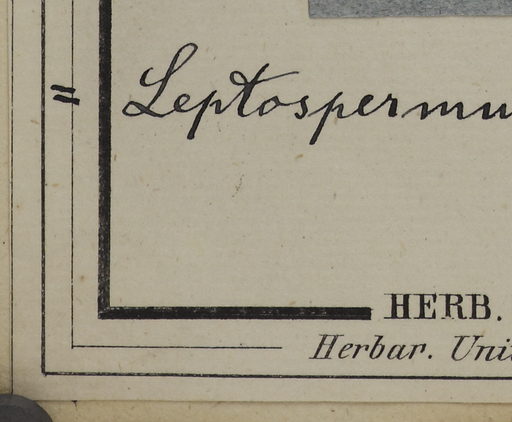 = Leptospermu
HERB.
Herbar. Uni